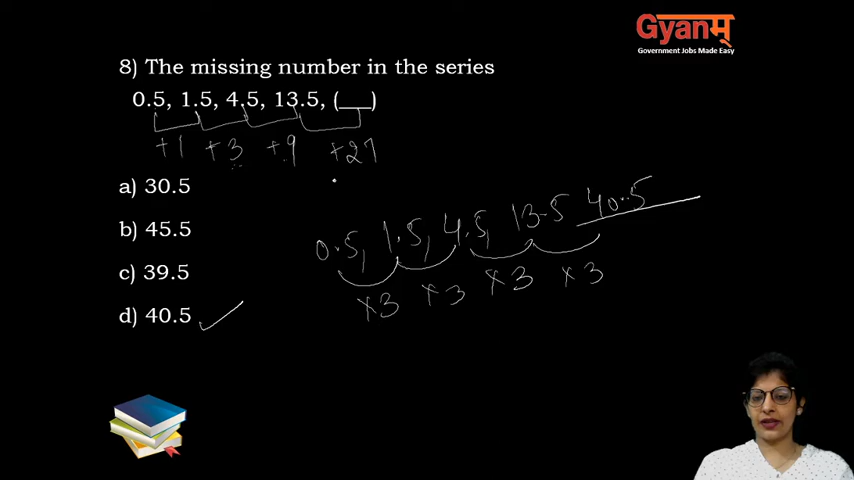 Gyanम्
Government Jobs Made Easy
8) The missing number in the series
0.5, 1.5, 4.5, 13.5, (___)
+1 +3 +9 +27
a) 30.5
b) 45.5
c) 39.5
d) 40.5
0.5, 1.5, 4.5, 13.5 40.5
×3 ×3 ×3 ×3